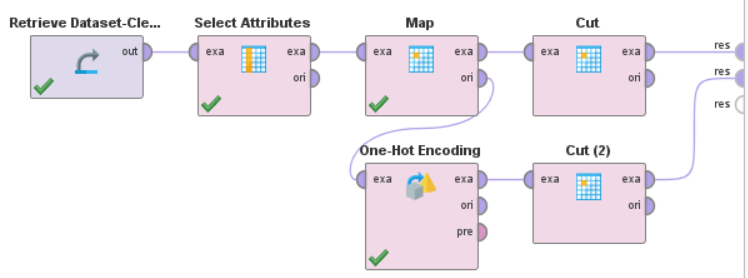 Retrieve Dataset-Cle...
Select Attributes
Map
Cut
out
exa
exa
ori
exa
exa
ori
exa
exa
ori
res
res
res
One-Hot Encoding
Cut (2)
exa
exa
ori
pre
exa
exa
ori